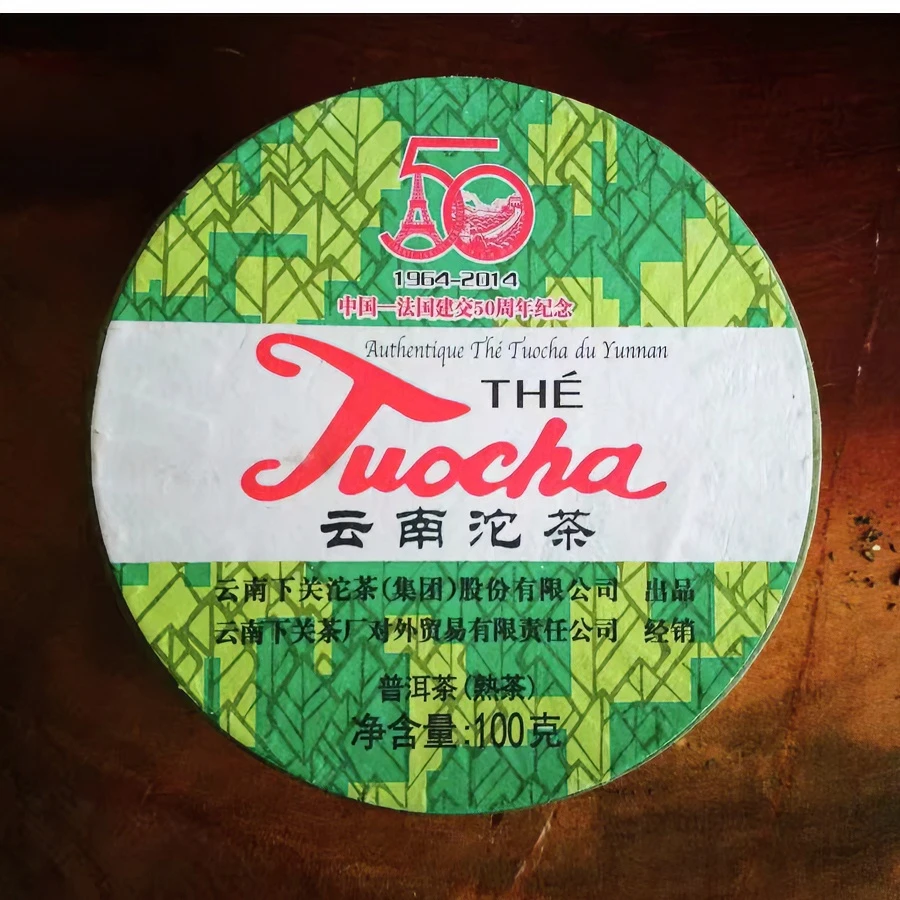 50
1964-2014
中国—法国建交50周年纪念
Authentique Thé Tuocha du Yunnan
THÉ
Tuocha
云南沱茶
云南下关沱茶(集团)股份有限公司 出品
云南下关茶厂对外贸易有限责任公司 经销
普洱茶(熟茶)
净含量:100克